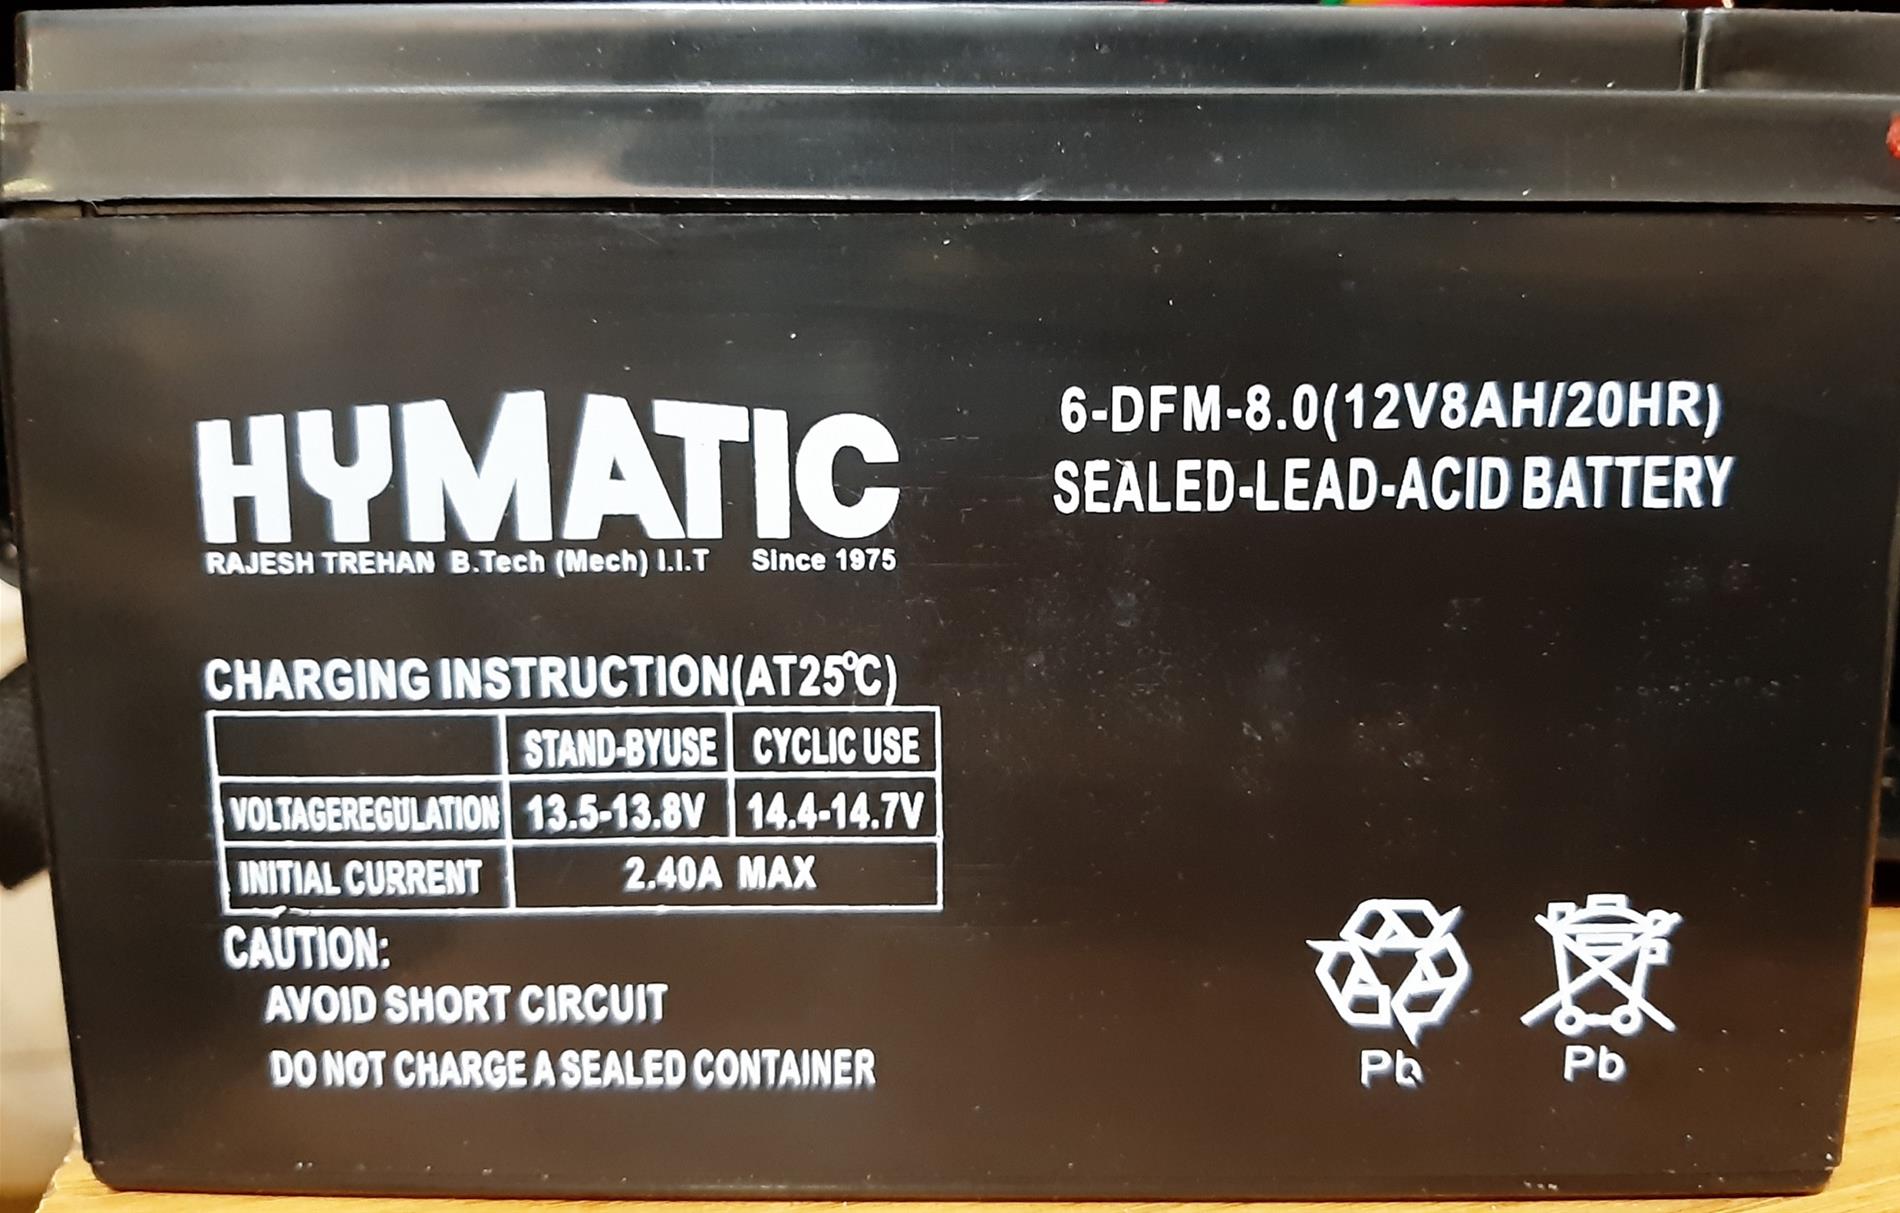 HYMATIC
RAJESH TREHAN B.Tech (Mech) I.I.T Since 1975
6-DFM-8.0(12V8AH/20HR)
SEALED-LEAD-ACID BATTERY
CHARGING INSTRUCTION(AT25°C)
STAND-BYUSE CYCLIC USE
VOLTAGEREGULATION 13.5-13.8V 14.4-14.7V
INITIAL CURRENT 2.40A MAX
CAUTION:
AVOID SHORT CIRCUIT
DO NOT CHARGE A SEALED CONTAINER
Pb Pb